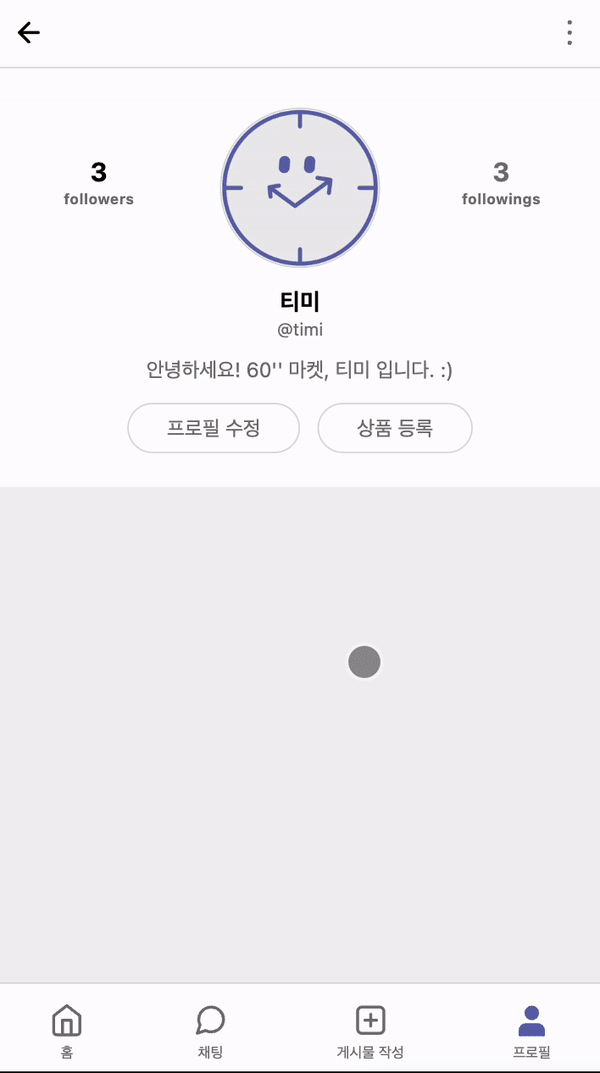 3
followers
3
followings
티미
@timi
안녕하세요! 60'' 마켓, 티미 입니다. :)
프로필 수정
상품 등록
홈
채팅
게시물 작성
프로필